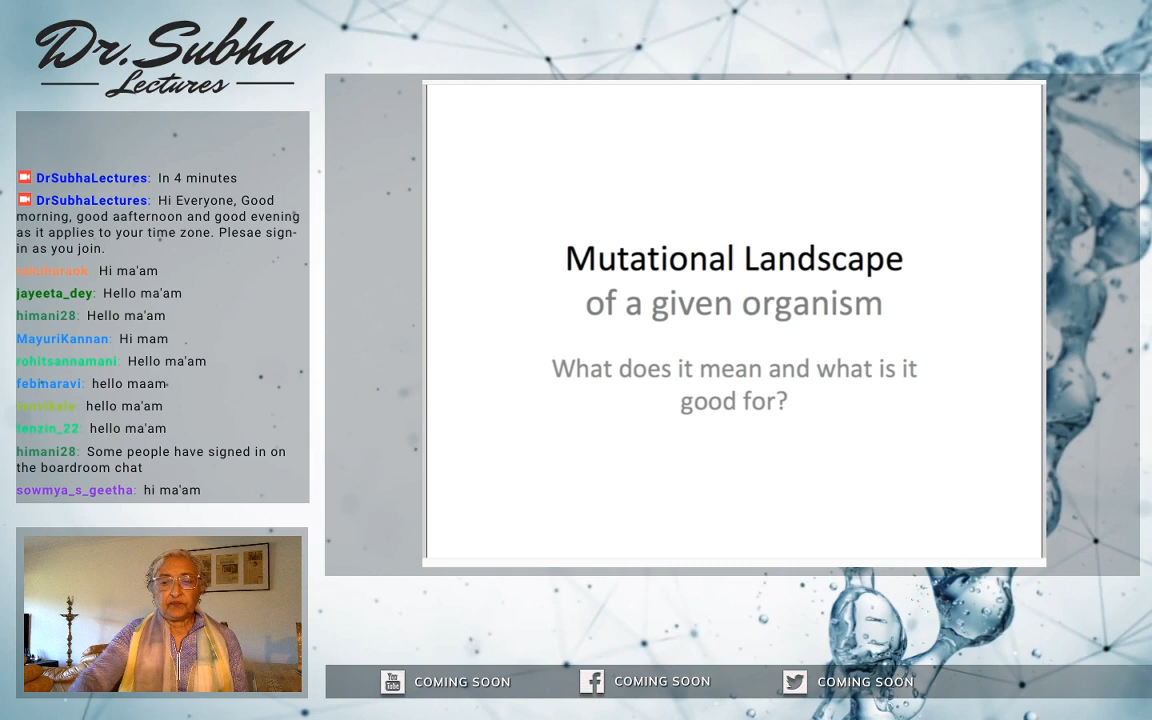 Dr. Subha
Lectures
DrSubhaLectures: In 4 minutes
DrSubhaLectures: Hi Everyone, Good
morning, good aafternoon and good evening
as it applies to your time zone. Plesae sign-
in as you join.
Hi ma'am
jayeeta_dey: Hello ma'am
himani28: Hello ma'am
MayuriKannan: Hi mam
rohitsannamani: Hello ma'am
febinaravi: hello maam
hello ma'am
tenzin_22: hello ma'am
himani28: Some people have signed in on
the boardroom chat
sowmya_s_geetha: hi ma'am
Mutational Landscape
of a given organism
What does it mean and what is it
good for?
You
Tube
COMING SOON
f
COMING SOON
COMING SOON